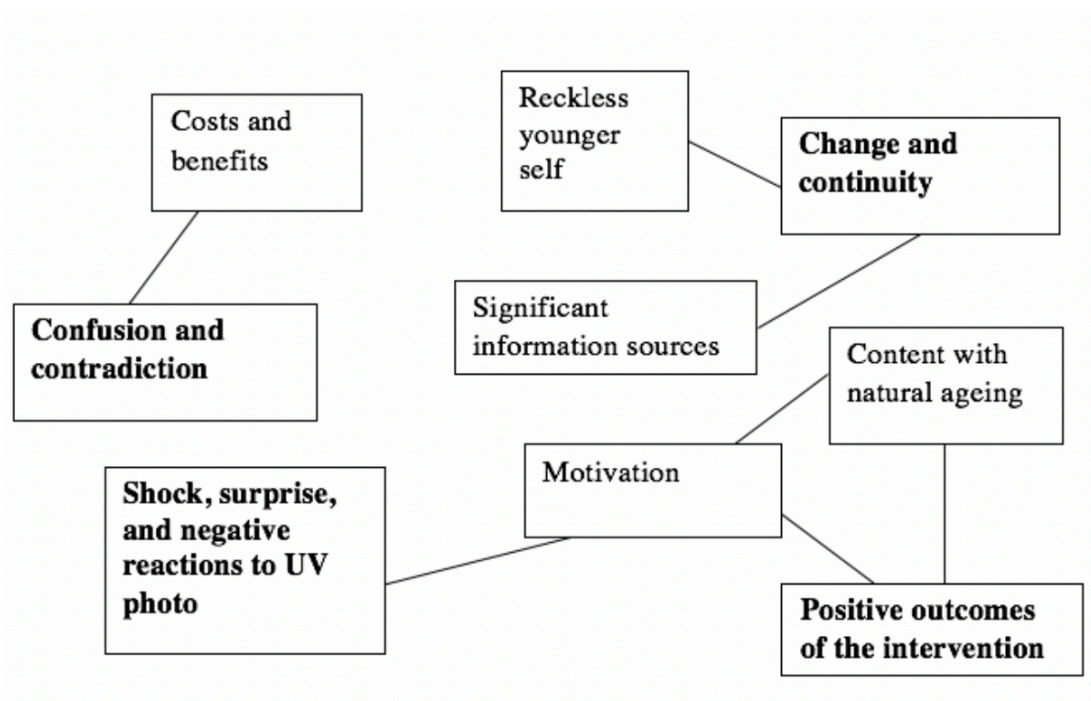 Costs and
benefits
Reckless
younger
self
Change and
continuity
Confusion and
contradiction
Significant
information sources
Content with
natural ageing
Motivation
Shock, surprise,
and negative
reactions to UV
photo
Positive outcomes
of the intervention